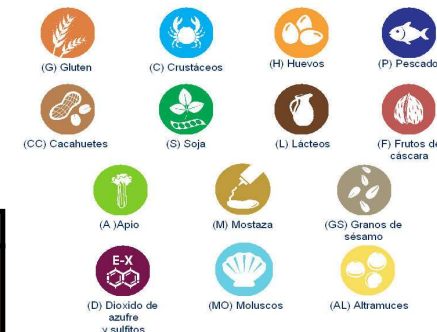 (G) Gluten
(C) Crustáceos
(H) Huevos
(P) Pescado
(CC) Cacahuetes
(S) Soja
(L) Lácteos
(F) Frutos de
cáscara
(A )Apio
(M) Mostaza
(GS) Granos de
sésamo
E-X
(D) Dioxido de
azufre
y sulfitos
(MO) Moluscos
(AL) Altramuces